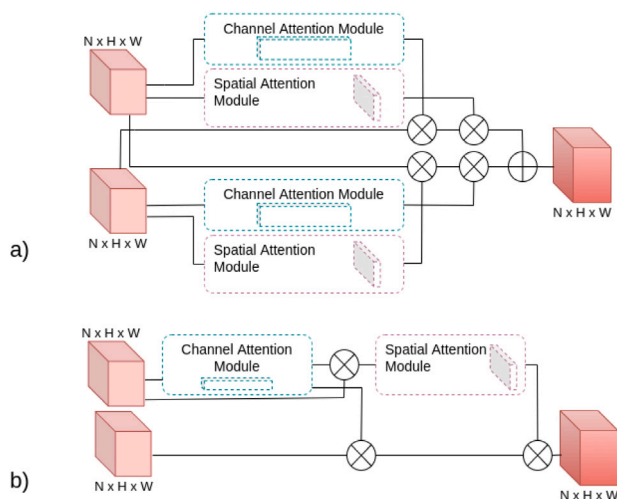 Channel Attention Module
N x H x W
Spatial Attention
Module
Channel Attention Module
N x H x W
N x H x W
Spatial Attention
Module
a)
N x H x W
Channel Attention
Module
Spatial Attention
Module
N x H x W
N x H x W
b)